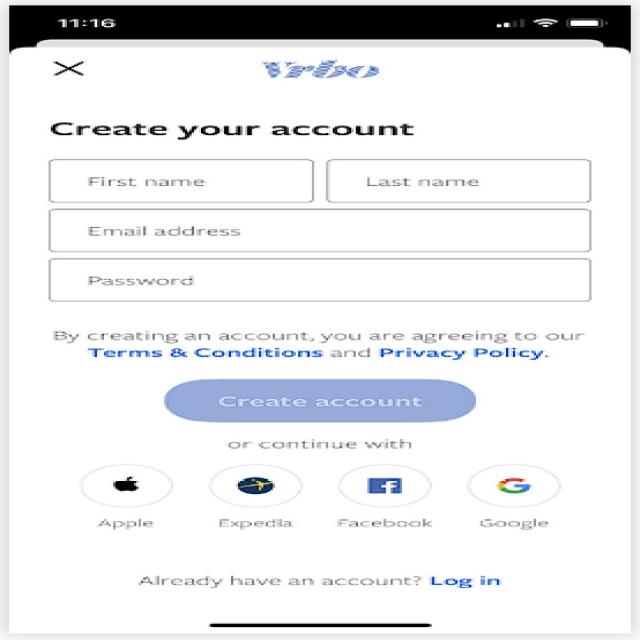 11:16
Vrbo
Create your account
First name Last name
Email address
Password
By creating an account, you are agreeing to our
Terms & Conditions and Privacy Policy.
Create account
or continue with
Apple Expedia Facebook Google
Already have an account? Log in